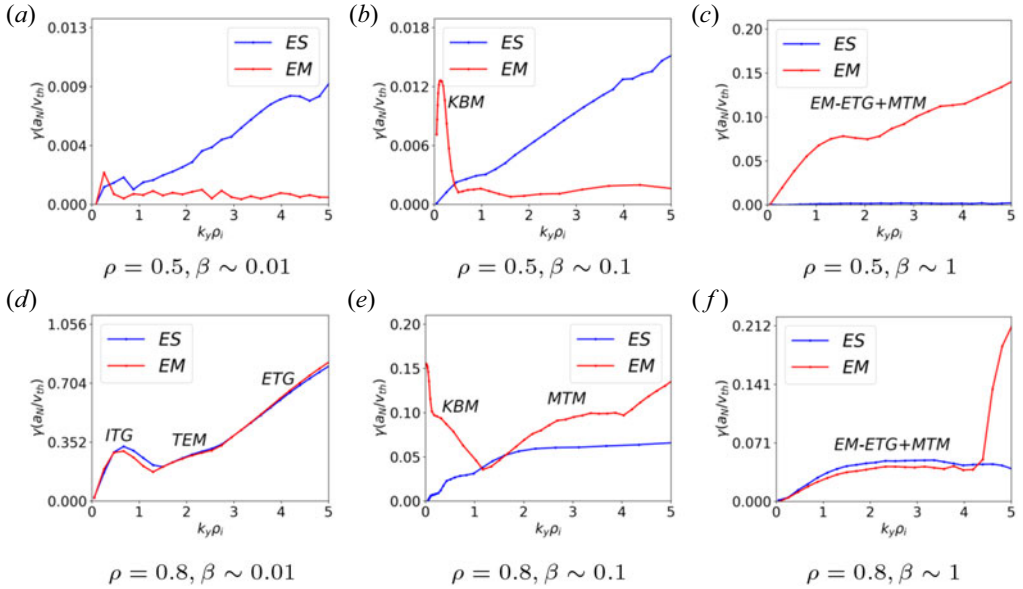 (a)
0.013
0.009
0.004
0.000
γ(a_N/v_th)
ES
EM
0 1 2 3 4 5
k_yρ_i
ρ = 0.5, β ∼ 0.01
(b)
0.018
0.012
0.006
0.000
γ(a_N/v_th)
ES
EM
KBM
0 1 2 3 4 5
k_yρ_i
ρ = 0.5, β ∼ 0.1
(c)
0.20
0.15
0.10
0.05
0.00
γ(a_N/v_th)
ES
EM
EM-ETG+MTM
0 1 2 3 4 5
k_yρ_i
ρ = 0.5, β ∼ 1
(d)
1.056
0.704
0.352
0.000
γ(a_N/v_th)
ES
EM
ETG
ITG
TEM
0 1 2 3 4 5
k_yρ_i
ρ = 0.8, β ∼ 0.01
(e)
0.20
0.15
0.10
0.05
0.00
γ(a_N/v_th)
ES
EM
KBM
MTM
0 1 2 3 4 5
k_yρ_i
ρ = 0.8, β ∼ 0.1
(f)
0.212
0.141
0.071
0.000
γ(a_N/v_th)
ES
EM
EM-ETG+MTM
0 1 2 3 4 5
k_yρ_i
ρ = 0.8, β ∼ 1